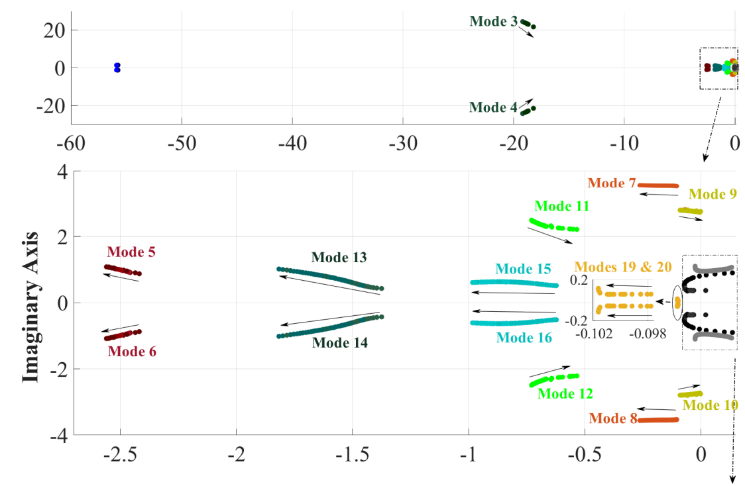 20
Mode 3
0
Mode 4
-20
-60
-50
-40
-30
-20
-10
0
4
Mode 7
Mode 9
Mode 11
2
Mode 5
Mode 13
Mode 15
Modes 19 & 20
0.2
0
-0.2
-0.102
-0.098
Mode 6
Mode 14
Mode 16
-2
Mode 12
Mode 10
Mode 8
-4
-2.5
-2
-1.5
-1
-0.5
0
Imaginary Axis